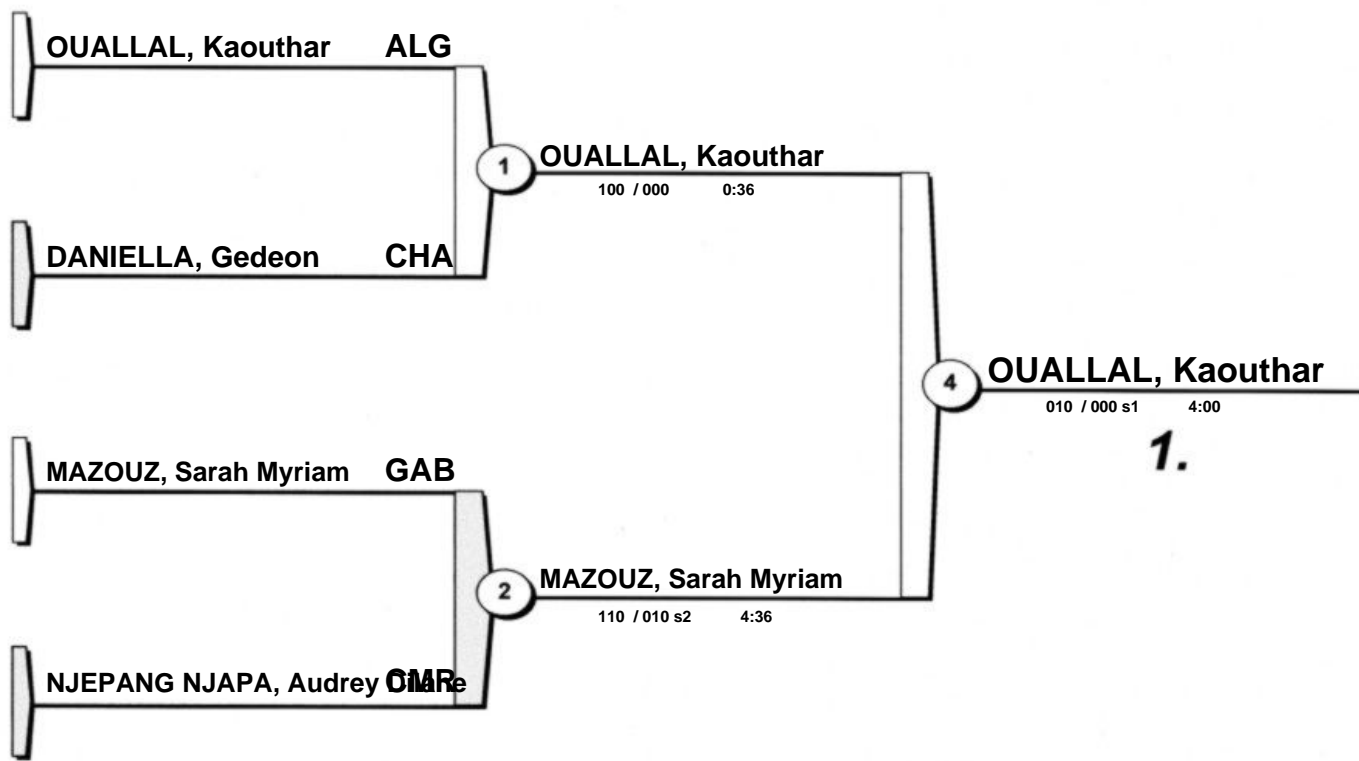 OUALLAL, Kaouthar ALG
1 OUALLAL, Kaouthar
100 / 000 0:36
DANIELLA, Gedeon CHA
4 OUALLAL, Kaouthar
010 / 000 s1 4:00
1.
MAZOUZ, Sarah Myriam GAB
2 MAZOUZ, Sarah Myriam
110 / 010 s2 4:36
NJEPANG NJAPA, Audrey CMR